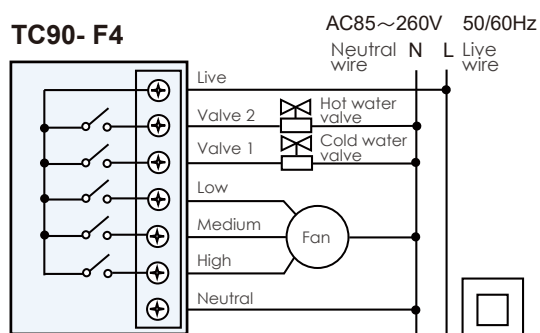 TC90- F4
AC85～260V 50/60Hz
Neutral wire N L Live wire
Live
Valve 2
Hot water valve
Valve 1
Cold water valve
Low
Medium
Fan
High
Neutral